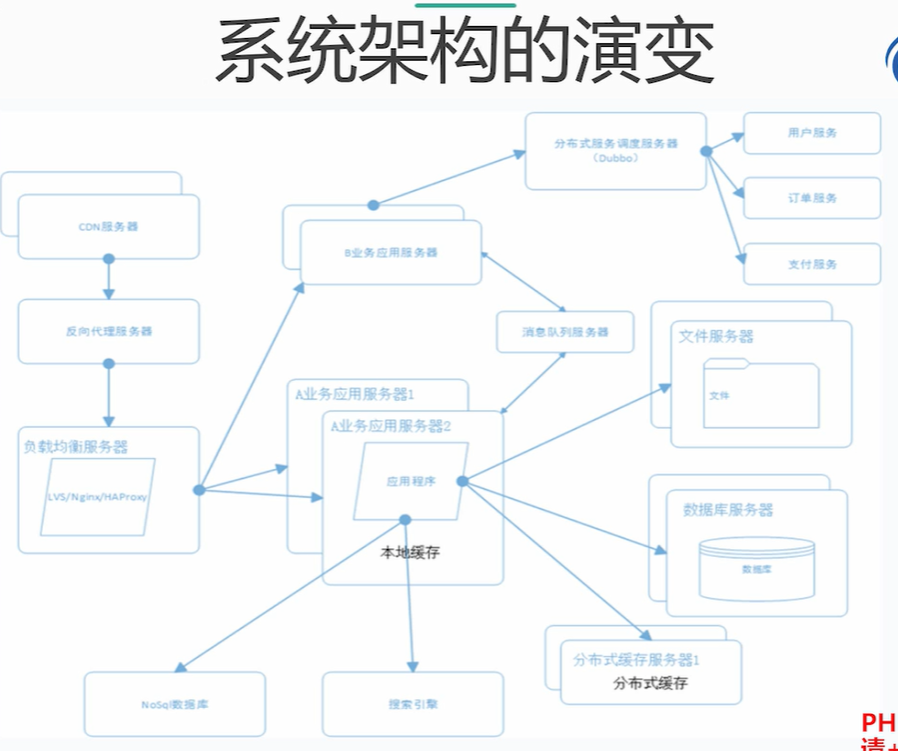 系统架构的演变
CDN服务器
反向代理服务器
负载均衡服务器
LVS/Nginx/HAProxy
B业务应用服务器
分布式服务调度服务器
（Dubbo）
用户服务
订单服务
支付服务
消息队列服务器
A业务应用服务器1
A业务应用服务器2
应用程序
本地缓存
文件服务器
文件
数据库服务器
数据库
分布式缓存服务器1
分布式缓存
NoSql数据库
搜索引擎
PH